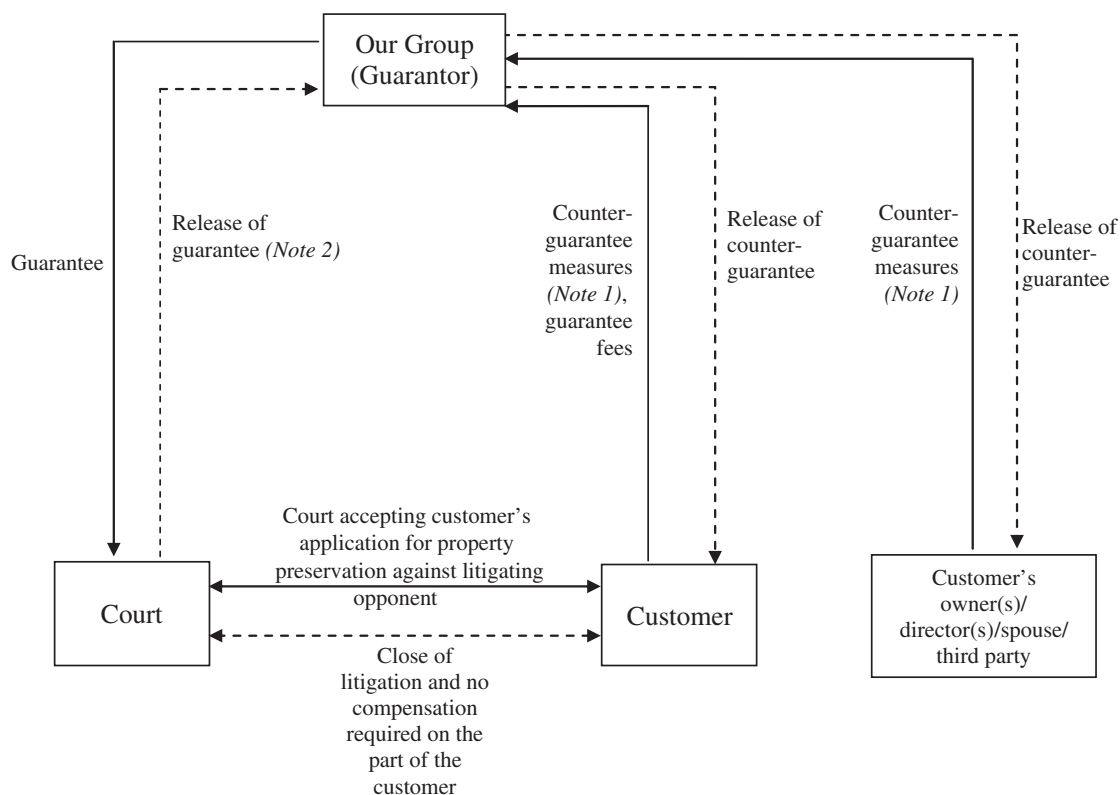 Our Group
(Guarantor)
Guarantee
Release of
guarantee (Note 2)
Counter-
guarantee
measures
(Note 1),
guarantee
fees
Release of
counter-
guarantee
Counter-
guarantee
measures
(Note 1)
Release of
counter-
guarantee
Court accepting customer’s
application for property
preservation against litigating
opponent
Court
Customer
Customer’s
owner(s)/
director(s)/spouse/
third party
Close of
litigation and no
compensation
required on the
part of the
customer